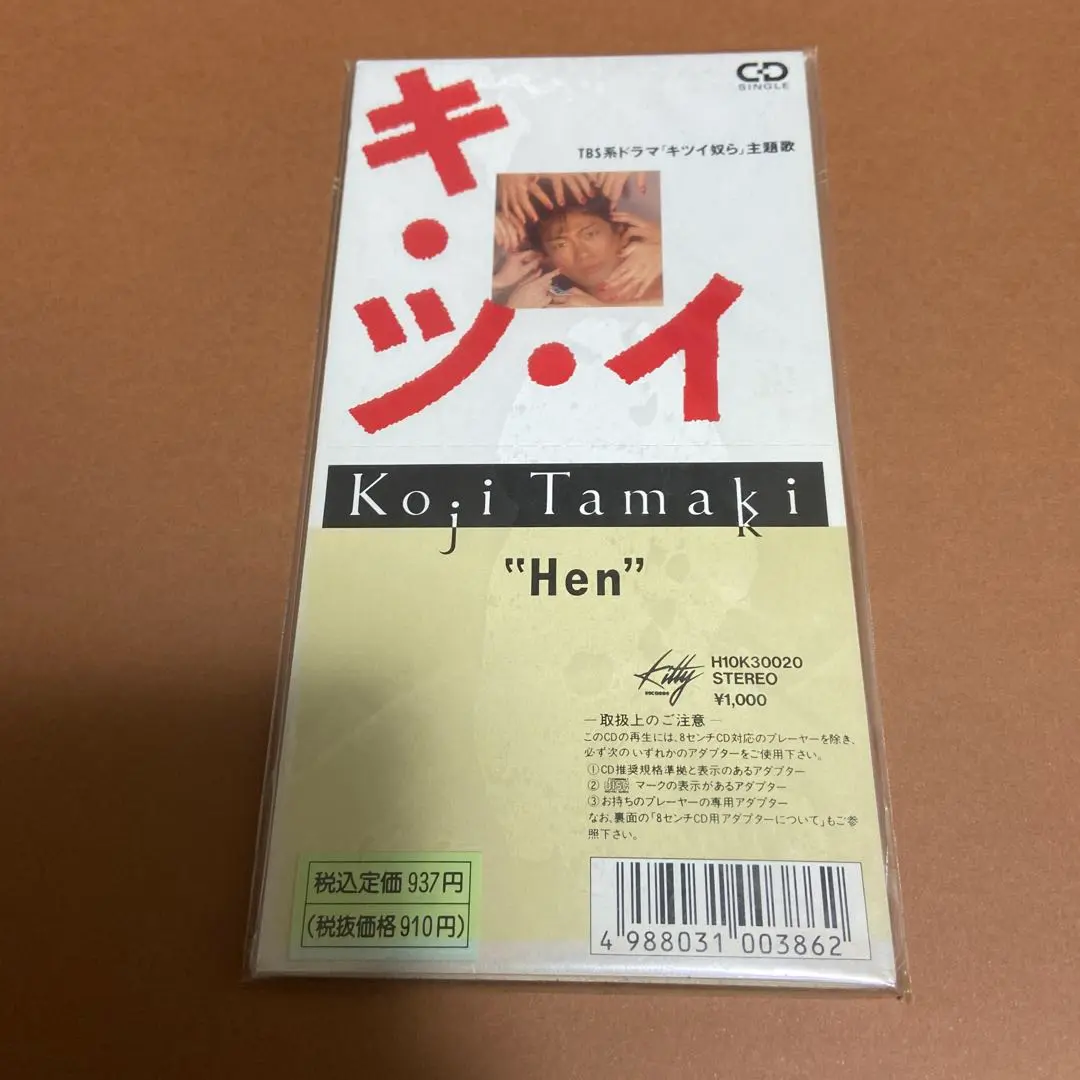 キ・ツ・イ
CD
SINGLE
TBS系ドラマ「キツイ奴ら」主題歌
Koji Tamaki
“Hen”
Kitty
RECORDS
H10K30020
STEREO
¥1,000
―取扱上のご注意―
このCDの再生には、8センチCD対応のプレーヤーを除き、
必ず次のいずれかのアダプターをご使用下さい。
①CD推奨規格準拠と表示のあるアダプター
②disc マークの表示があるアダプター
③お持ちのプレーヤーの専用アダプター
なお、裏面の「8センチCD用アダプターについて」もご参
照下さい。
税込定価 937円
(税抜価格 910円)
4 988031 003862